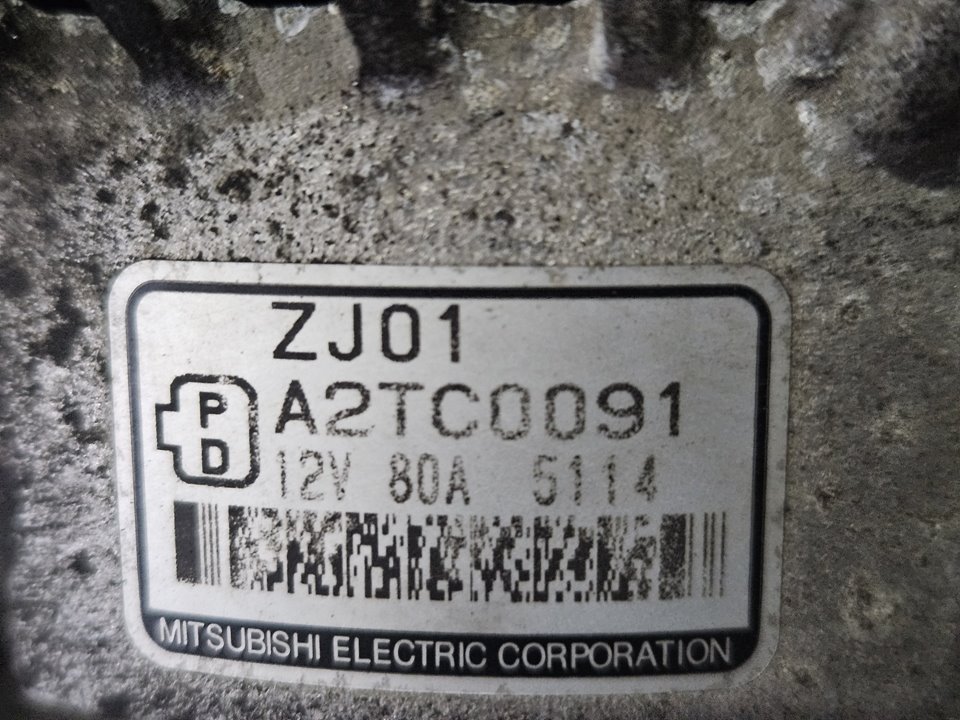 ZJ01
P A2TC0091
D
12V 80A 5114
MITSUBISHI ELECTRIC CORPORATION